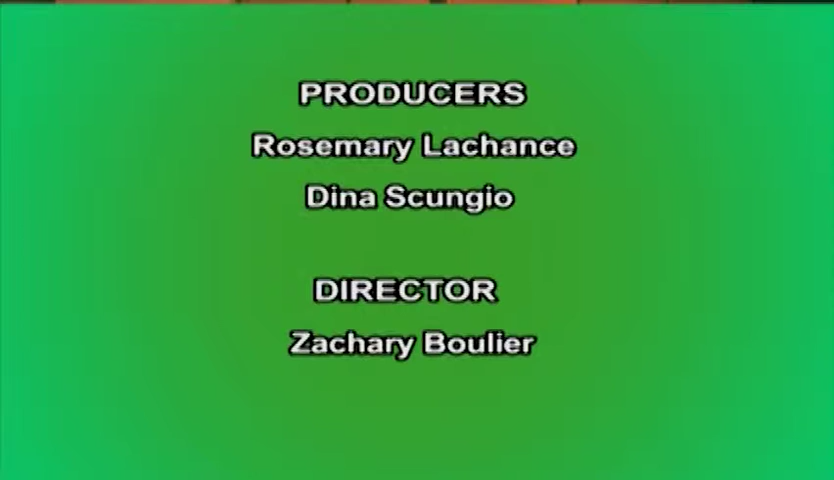 PRODUCERS
Rosemary Lachance
Dina Scungio
DIRECTOR
Zachary Boulier